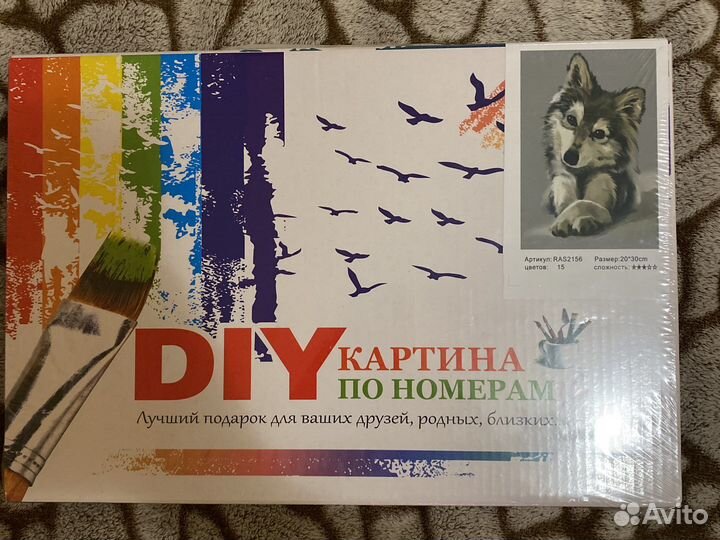 Артикул: RAS2156 Размер:20*30cm
цветов: 15 сложность:★★★☆☆
DIY КАРТИНА
ПО НОМЕРАМ
Лучший подарок для ваших друзей, родных, близких...
Avito